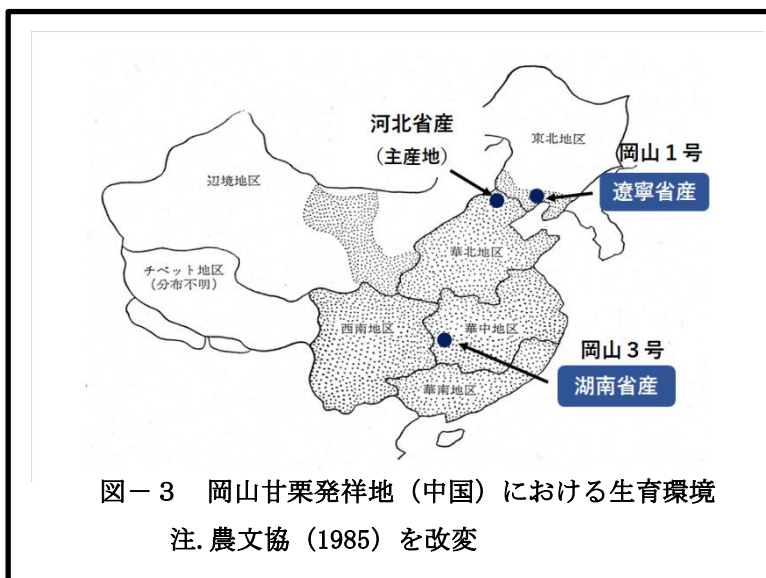 河北省産
（主産地）
東北地区
岡山１号
遼寧省産
辺境地区
華北地区
チベット地区
（分布不明）
西南地区
華中地区
岡山３号
湖南省産
華南地区
図－３　岡山甘栗発祥地（中国）における生育環境
注. 農文協（1985）を改変